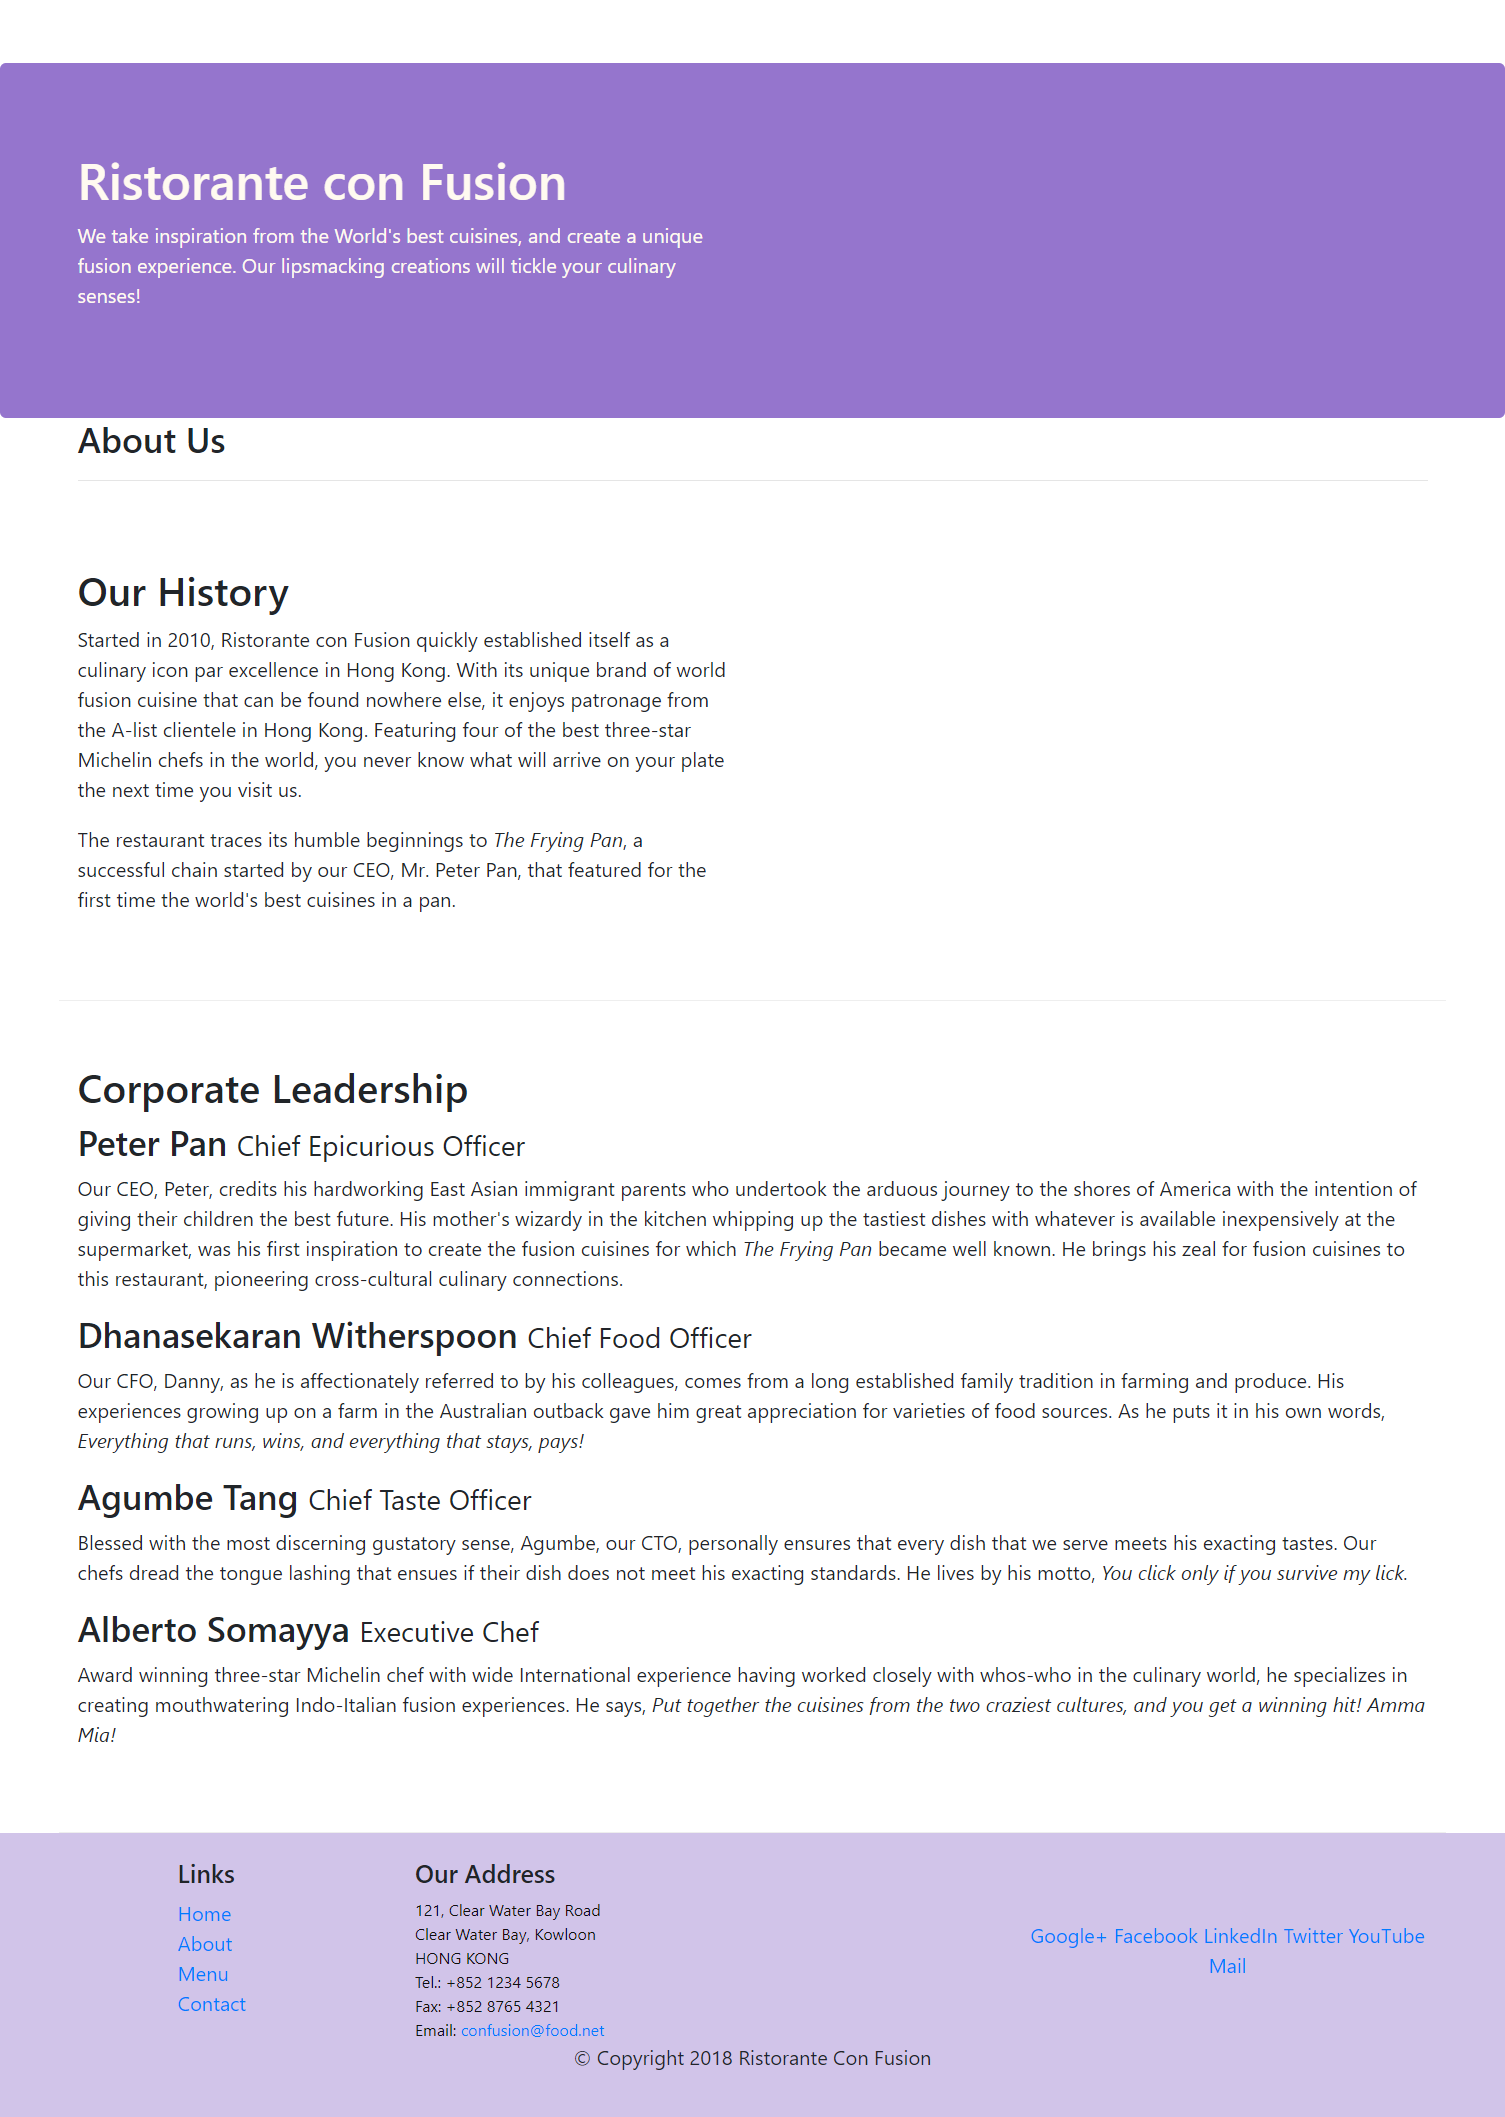 Ristorante con Fusion
We take inspiration from the World's best cuisines, and create a unique
fusion experience. Our lipsmacking creations will tickle your culinary
senses!
About Us
Our History
Started in 2010, Ristorante con Fusion quickly established itself as a
culinary icon par excellence in Hong Kong. With its unique brand of world
fusion cuisine that can be found nowhere else, it enjoys patronage from
the A-list clientele in Hong Kong. Featuring four of the best three-star
Michelin chefs in the world, you never know what will arrive on your plate
the next time you visit us.
The restaurant traces its humble beginnings to The Frying Pan, a
successful chain started by our CEO, Mr. Peter Pan, that featured for the
first time the world's best cuisines in a pan.
Corporate Leadership
Peter Pan Chief Epicurious Officer
Our CEO, Peter, credits his hardworking East Asian immigrant parents who undertook the arduous journey to the shores of America with the intention of
giving their children the best future. His mother's wizardy in the kitchen whipping up the tastiest dishes with whatever is available inexpensively at the
supermarket, was his first inspiration to create the fusion cuisines for which The Frying Pan became well known. He brings his zeal for fusion cuisines to
this restaurant, pioneering cross-cultural culinary connections.
Dhanasekaran Witherspoon Chief Food Officer
Our CFO, Danny, as he is affectionately referred to by his colleagues, comes from a long established family tradition in farming and produce. His
experiences growing up on a farm in the Australian outback gave him great appreciation for varieties of food sources. As he puts it in his own words,
Everything that runs, wins, and everything that stays, pays!
Agumbe Tang Chief Taste Officer
Blessed with the most discerning gustatory sense, Agumbe, our CTO, personally ensures that every dish that we serve meets his exacting tastes. Our
chefs dread the tongue lashing that ensues if their dish does not meet his exacting standards. He lives by his motto, You click only if you survive my lick.
Alberto Somayya Executive Chef
Award winning three-star Michelin chef with wide International experience having worked closely with whos-who in the culinary world, he specializes in
creating mouthwatering Indo-Italian fusion experiences. He says, Put together the cuisines from the two craziest cultures, and you get a winning hit! Amma
Mia!
Links
Home
About
Menu
Contact
Our Address
121, Clear Water Bay Road
Clear Water Bay, Kowloon
HONG KONG
Tel.: +852 1234 5678
Fax: +852 8765 4321
Email: confusion@food.net
Google+ Facebook LinkedIn Twitter YouTube
Mail
© Copyright 2018 Ristorante Con Fusion